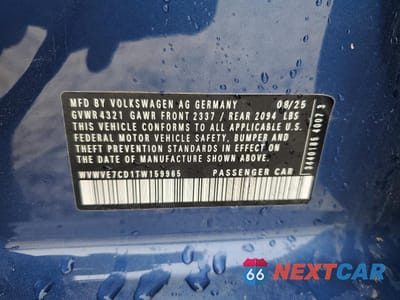 MFD BY VOLKSWAGEN AG GERMANY 06/25
GVWR 4321 GAWR FRONT 2337 / REAR 2094 LBS
THIS VEHICLE CONFORMS TO ALL APPLICABLE U.S.
FEDERAL MOTOR VEHICLE SAFETY, BUMPER AND
THEFT PREVENTION STANDARDS IN EFFECT ON
THE DATE OF MANUFACTURE SHOWN ABOVE
WVWVE7CD1TW159965 PASSENGER CAR
66 NEXTCAR